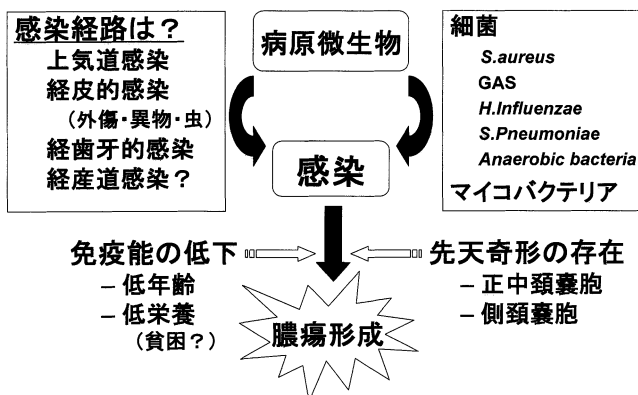 感染経路は？
上気道感染
経皮的感染
（外傷・異物・虫）
経歯牙的感染
経産道感染？
病原微生物
細菌
S.aureus
GAS
H.Influenzae
S.Pneumoniae
Anaerobic bacteria
マイコバクテリア
感染
免疫能の低下
– 低年齢
– 低栄養
（貧困？）
先天奇形の存在
– 正中頚嚢胞
– 側頚嚢胞
膿瘍形成